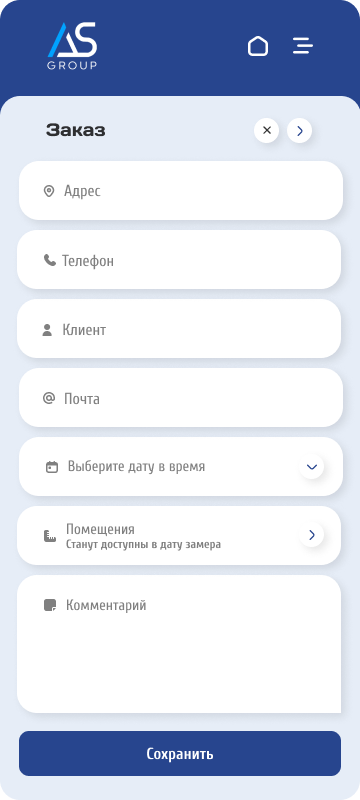 AS
GROUP
Заказ
Адрес
Телефон
Клиент
Почта
Выберите дату в время
Помещения
Станут доступны в дату замера
Комментарий
Сохранить